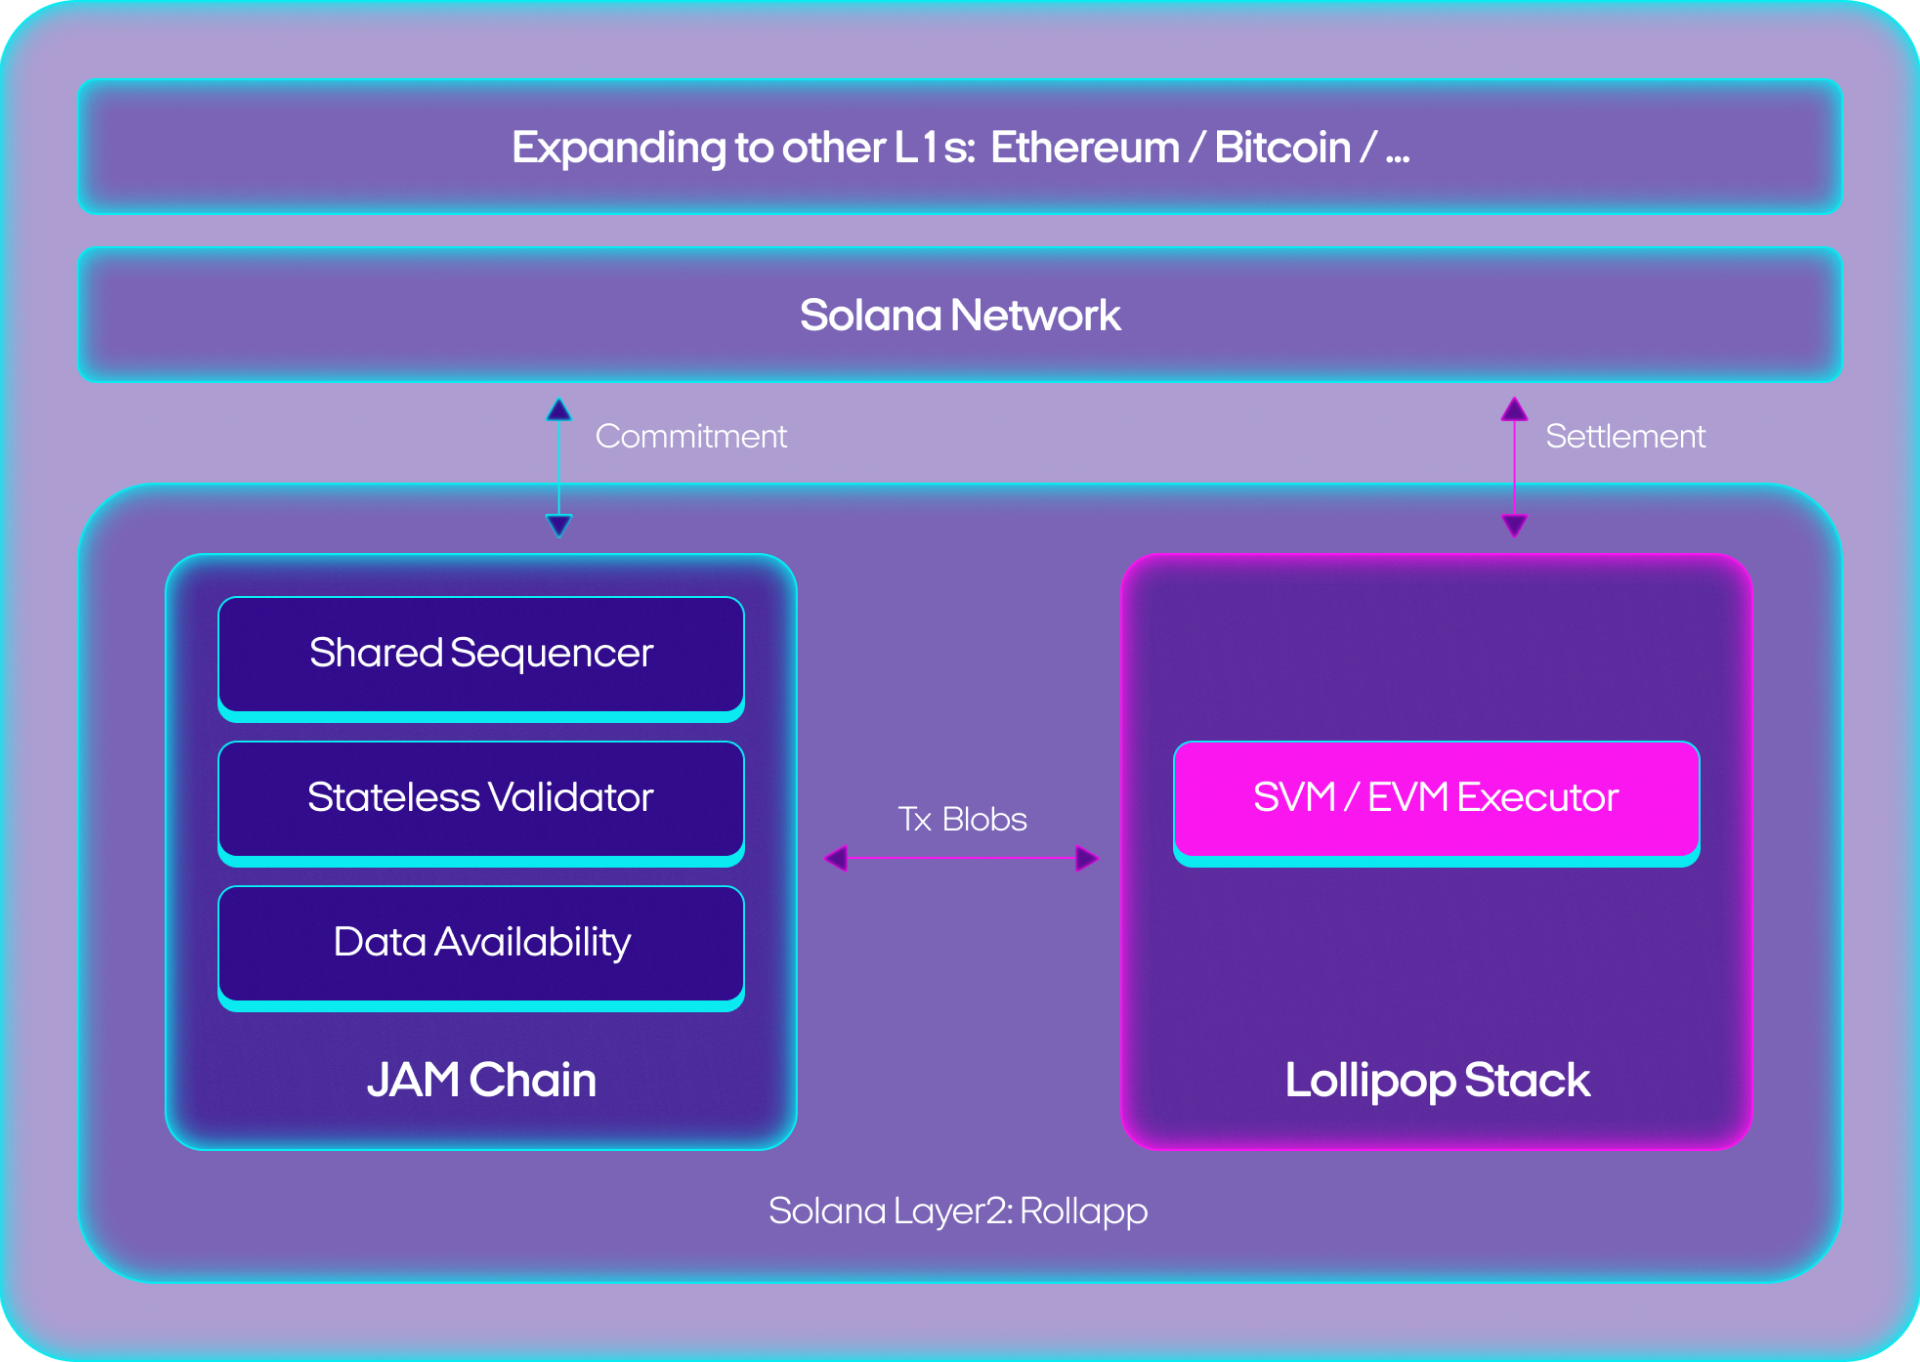 Expanding to other L1s: Ethereum / Bitcoin / ...
Solana Network
Commitment
Settlement
Shared Sequencer
Stateless Validator
Data Availability
JAM Chain
Tx Blobs
SVM / EVM Executor
Lollipop Stack
Solana Layer2: Rollapp